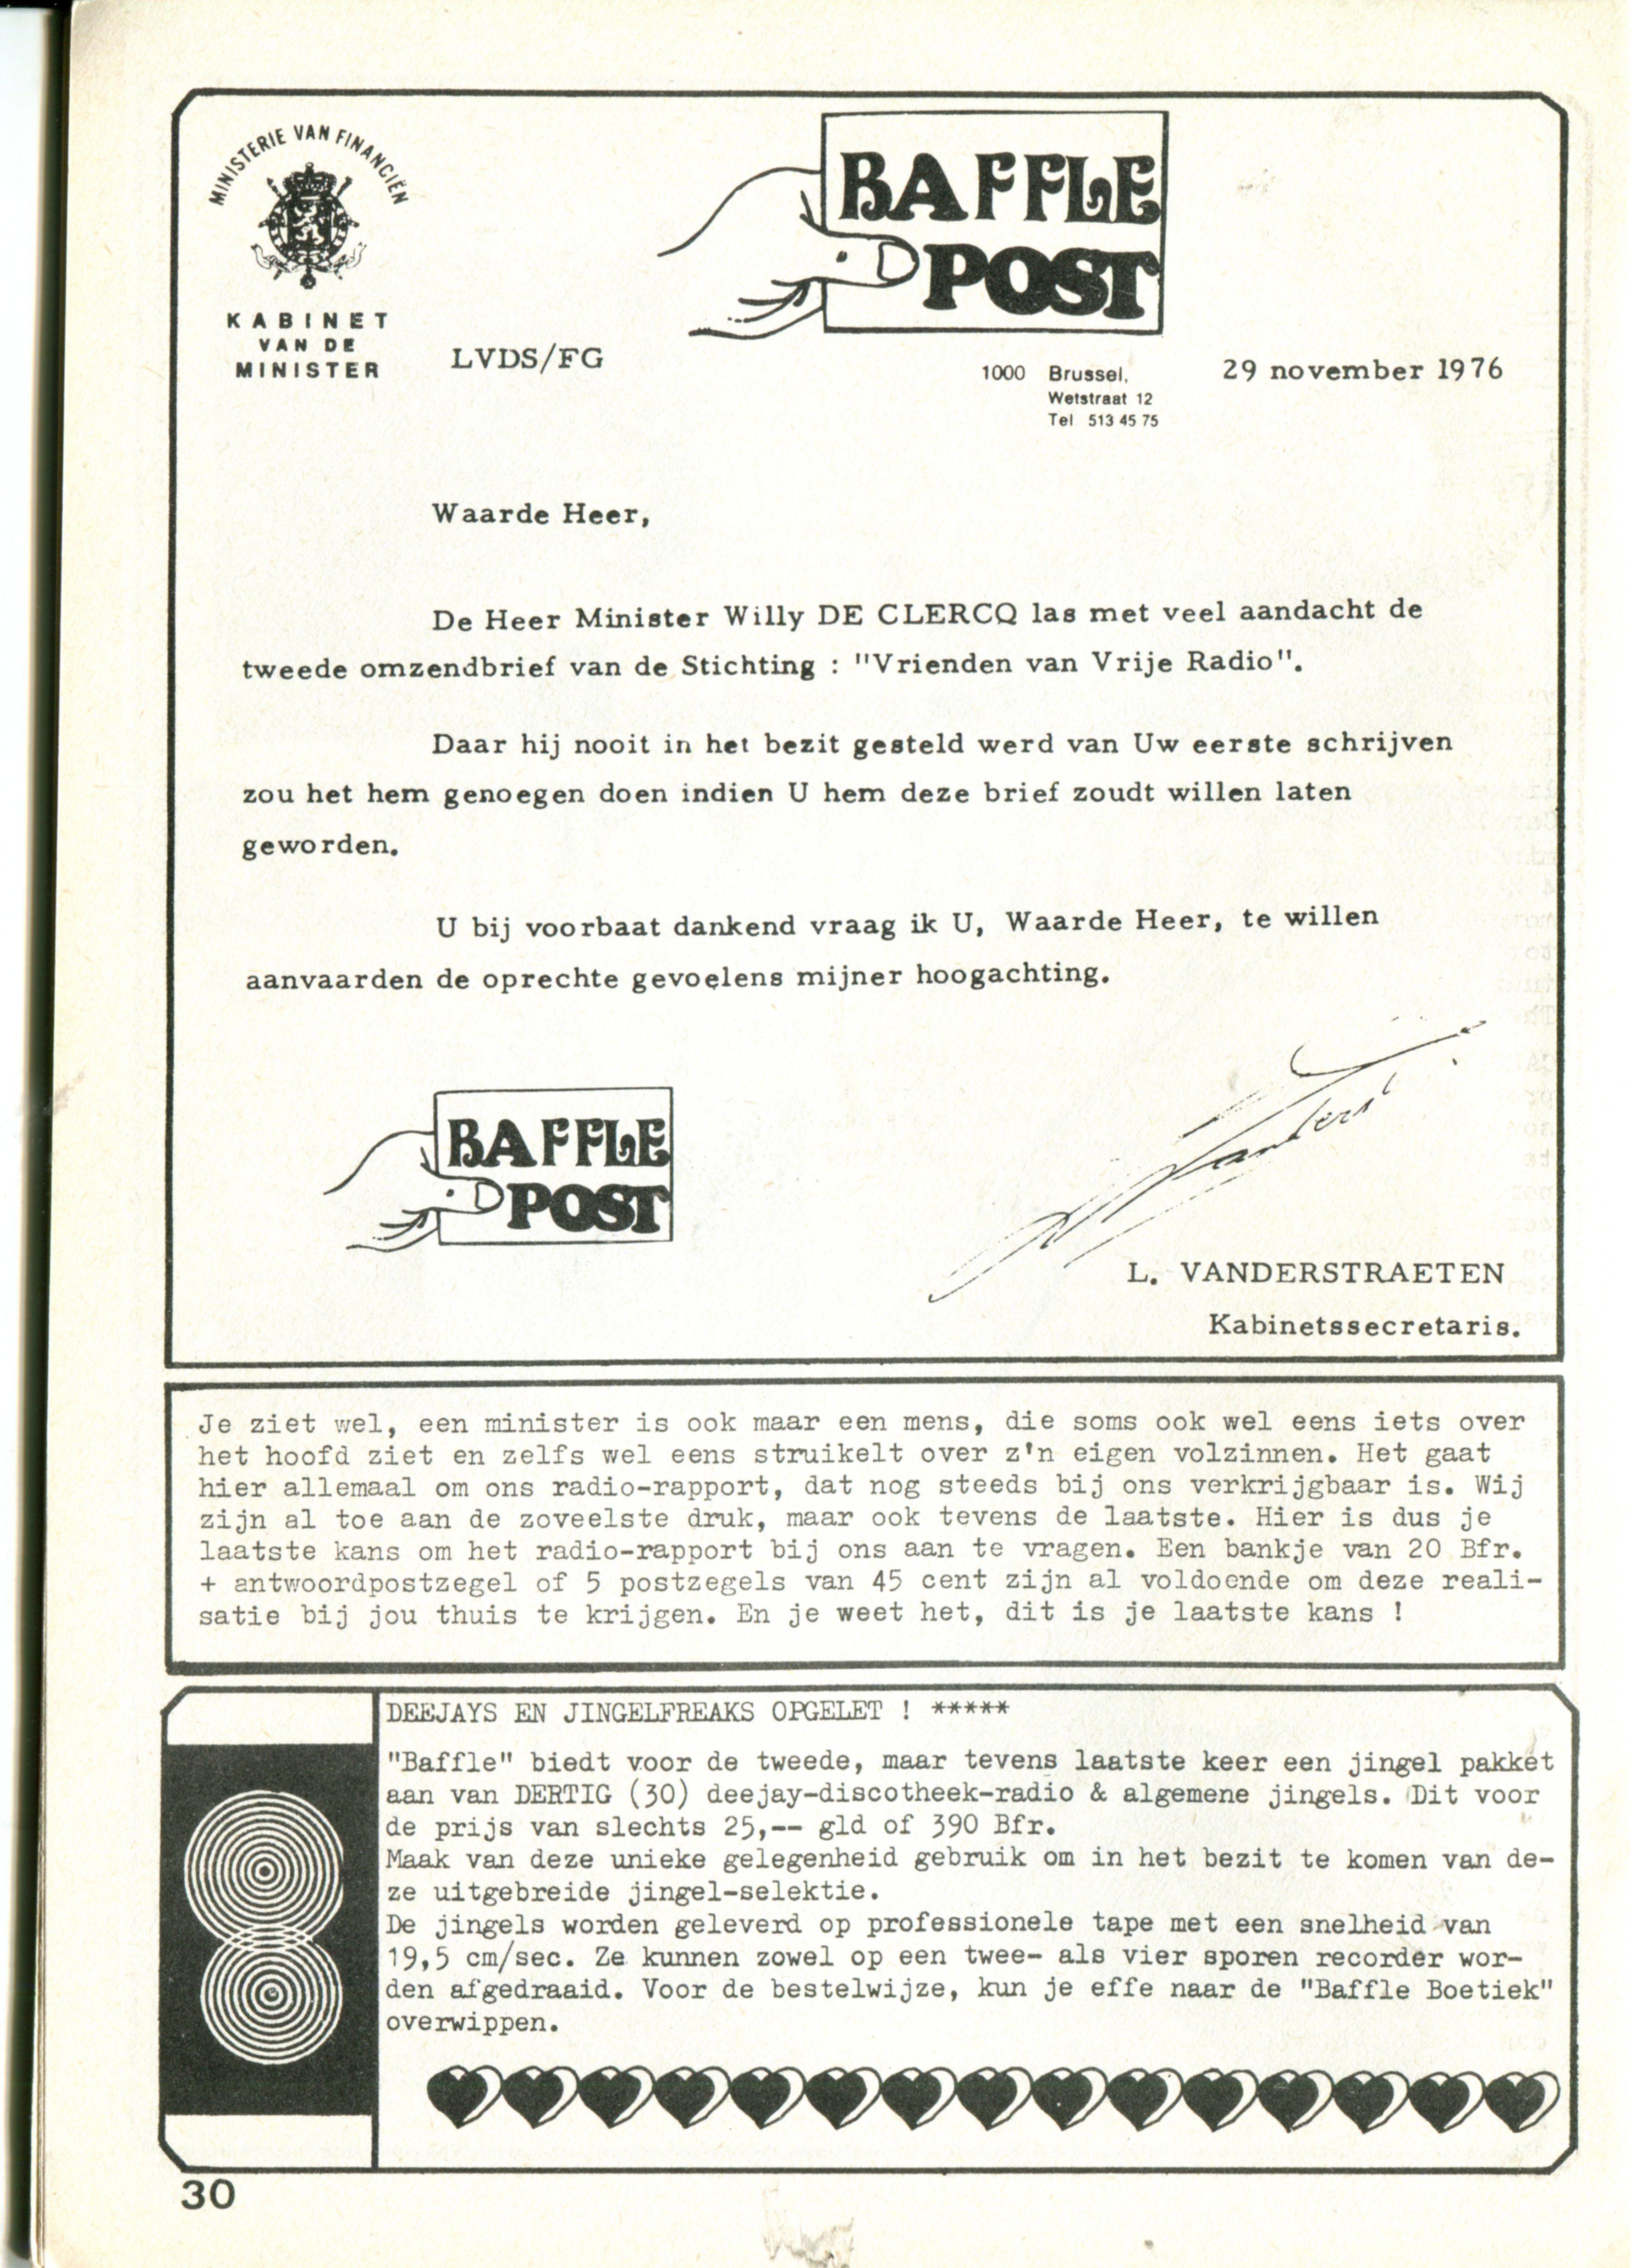 MINISTERIE VAN FINANCIËN
BAFFLE
POST
KABINET
VAN DE
MINISTER
LVDS/FG
1000 Brussel,
Wetstraat 12
Tel 513 45 75
29 november 1976
Waarde Heer,
De Heer Minister Willy DE CLERCQ las met veel aandacht de
tweede omzendbrief van de Stichting : "Vrienden van Vrije Radio".
Daar hij nooit in het bezit gesteld werd van Uw eerste schrijven
zou het hem genoegen doen indien U hem deze brief zoudt willen laten
geworden.
U bij voorbaat dankend vraag ik U, Waarde Heer, te willen
aanvaarden de oprechte gevoelens mijner hoogachting.
BAFFLE
POST
L. VANDERSTRAETEN
Kabinetssecretaris.
Je ziet wel, een minister is ook maar een mens, die soms ook wel eens iets over
het hoofd ziet en zelfs wel eens struikelt over z'n eigen volzinnen. Het gaat
hier allemaal om ons radio-rapport, dat nog steeds bij ons verkrijgbaar is. Wij
zijn al toe aan de zoveelste druk, maar ook tevens de laatste. Hier is dus je
laatste kans om het radio-rapport bij ons aan te vragen. Een bankje van 20 Bfr.
+ antwoordpostzegel of 5 postzegels van 45 cent zijn al voldoende om deze reali-
satie bij jou thuis te krijgen. En je weet het, dit is je laatste kans !
DEEJAYS EN JINGELFREAKS OPGELET ! *****
"Baffle" biedt voor de tweede, maar tevens laatste keer een jingel pakket
aan van DERTIG (30) deejay-discotheek-radio & algemene jingels. Dit voor
de prijs van slechts 25,-- gld of 390 Bfr.
Maak van deze unieke gelegenheid gebruik om in het bezit te komen van de-
ze uitgebreide jingel-selektie.
De jingels worden geleverd op professionele tape met een snelheid van
19,5 cm/sec. Ze kunnen zowel op een twee- als vier sporen recorder wor-
den afgedraaid. Voor de bestelwijze, kun je effe naar de "Baffle Boetiek"
overwippen.
30